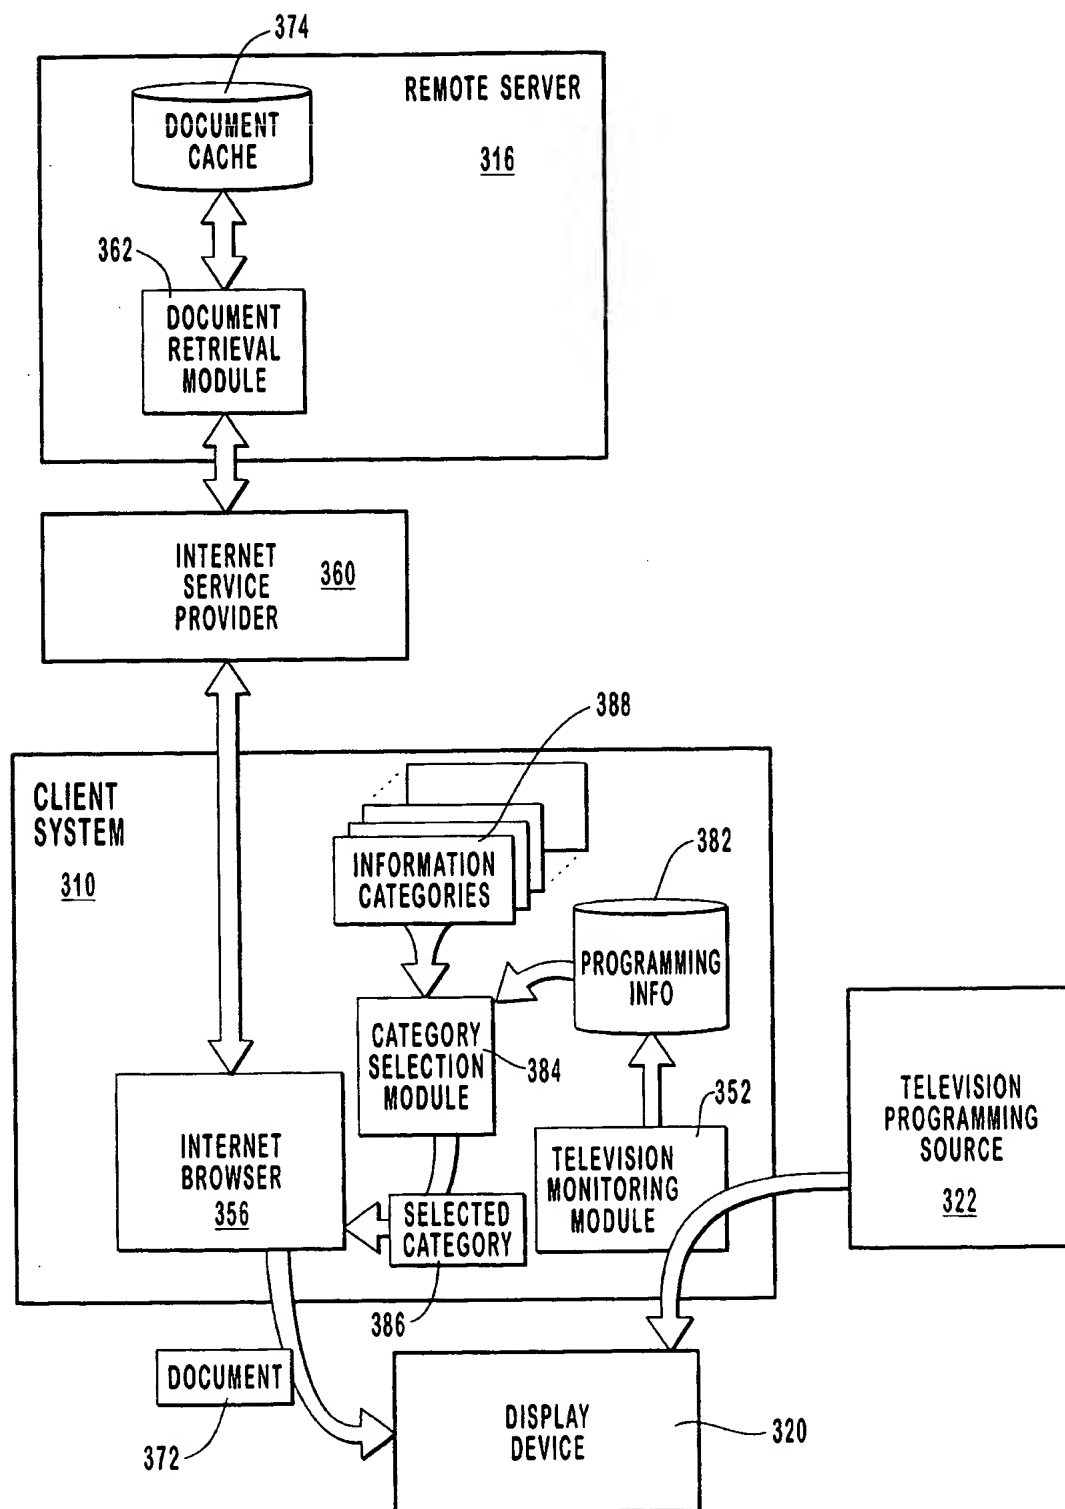 374
REMOTE SERVER
316
DOCUMENT
CACHE
362
DOCUMENT
RETRIEVAL
MODULE
INTERNET
SERVICE
PROVIDER
360
388
CLIENT
SYSTEM
310
INFORMATION
CATEGORIES
382
PROGRAMMING
INFO
CATEGORY
SELECTION
MODULE
384
352
TELEVISION
PROGRAMMING
SOURCE
322
INTERNET
BROWSER
356
TELEVISION
MONITORING
MODULE
SELECTED
CATEGORY
386
DOCUMENT
372
DISPLAY
DEVICE
320